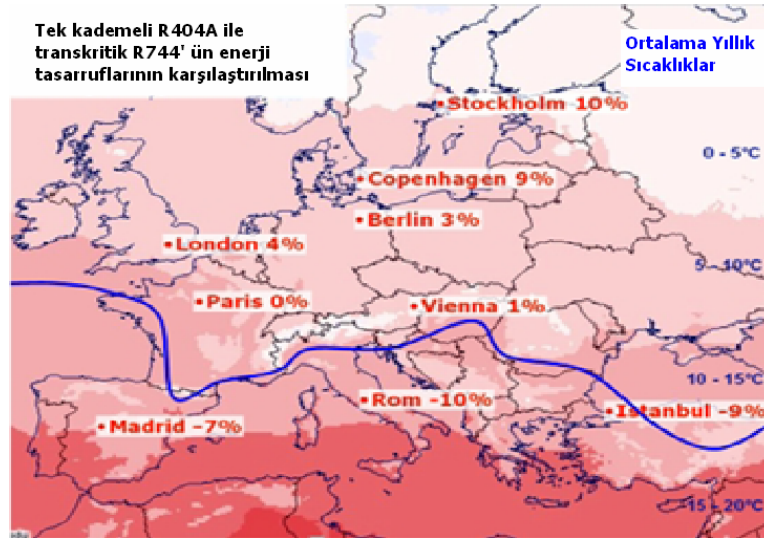 Tek kademeli R404A ile
transkritik R744' ün enerji
tasarruflarının karşılaştırılması
Ortalama Yıllık
Sıcaklıklar
Stockholm 10%
0 - 5°C
Copenhagen 9%
Berlin 3%
London 4%
5 - 10°C
Paris 0%
Vienna 1%
10 - 15°C
Rom -10%
Istanbul -9%
Madrid -7%
15 - 20°C